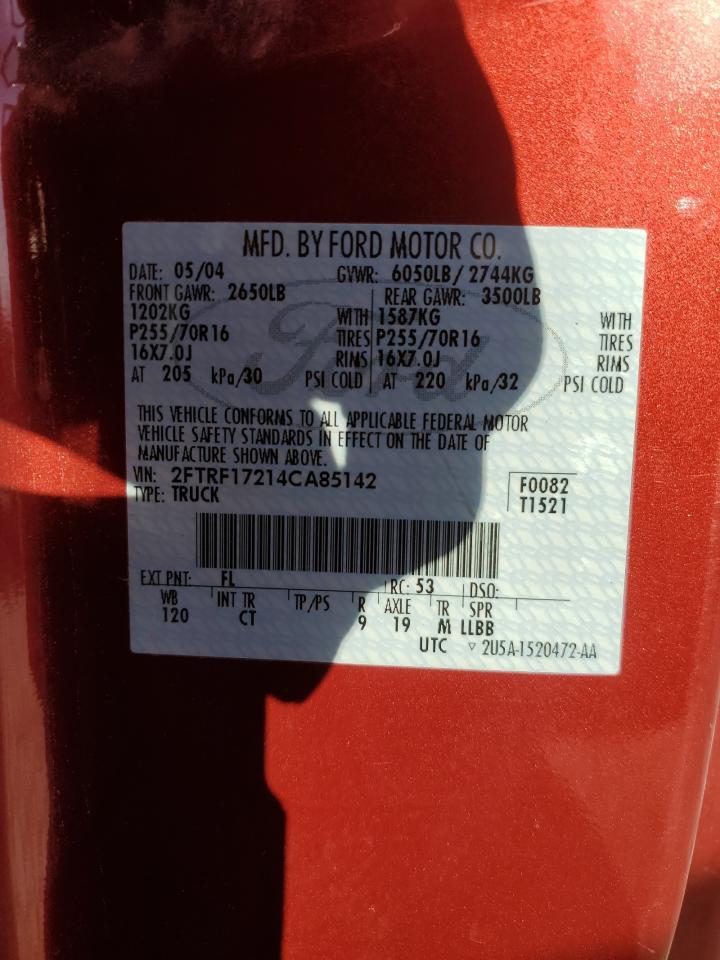 MFD. BY FORD MOTOR CO.
DATE: 05/04 GVWR: 6050LB/ 2744KG
FRONT GAWR: 2650LB REAR GAWR: 3500LB
1202KG WITH 1587KG WITH
P255/70R16 TIRES P255/70R16 TIRES
16X7.0J RIMS 16X7.0J RIMS
AT 205 kPa/30 PSI COLD AT 220 kPa/32 PSI COLD
Ford
THIS VEHICLE CONFORMS TO ALL APPLICABLE FEDERAL MOTOR
VEHICLE SAFETY STANDARDS IN EFFECT ON THE DATE OF
MANUFACTURE SHOWN ABOVE.
VIN: 2FTRF17214CA85142
TYPE: TRUCK
F0082
T1521
EXT PNT: FL RC: 53 DSO:
WB INT TR TP/PS R AXLE TR SPR
120 CT 9 19 M LLBB
UTC ▽ 2U5A-1520472-AA